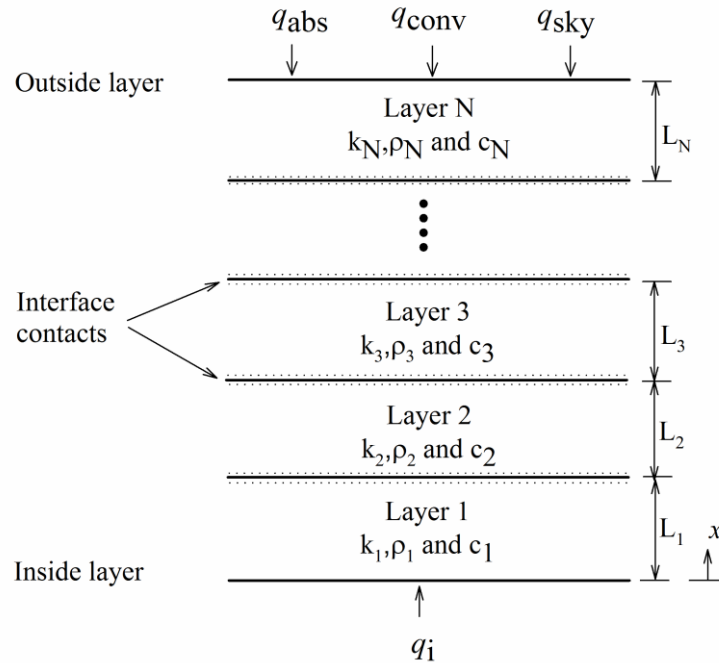 q_abs q_conv q_sky
Outside layer
Layer N
k_N,ρ_N and c_N
L_N
Interface
contacts
Layer 3
k_3,ρ_3 and c_3
L_3
Layer 2
k_2,ρ_2 and c_2
L_2
Layer 1
k_1,ρ_1 and c_1
L_1
x
Inside layer
q_i